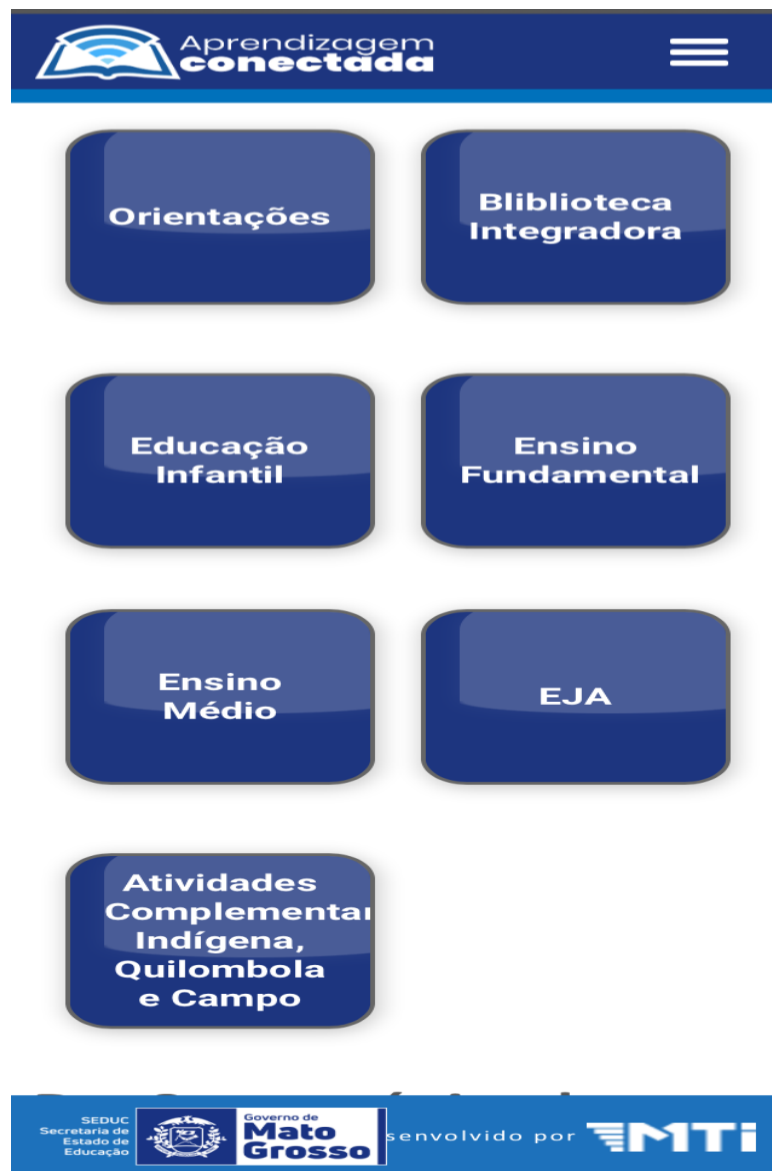 Aprendizagem
conectada
Orientações
Bliblioteca
Integradora
Educação
Infantil
Ensino
Fundamental
Ensino
Médio
EJA
Atividades
Complementar
Indígena,
Quilombola
e Campo
SEDUC
Secretaria de
Estado de
Educação
Governo de
Mato
Grosso
senvolvido por
MTi